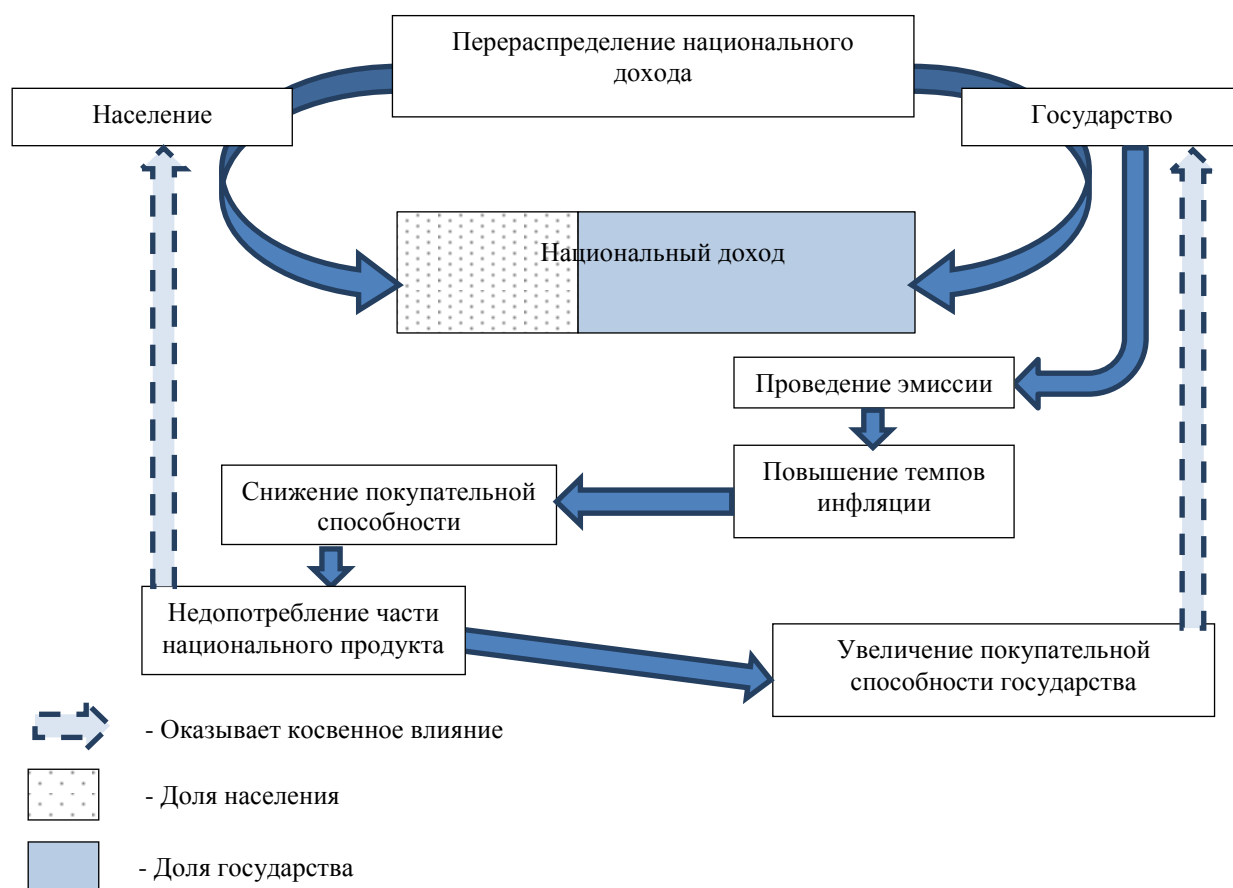 Перераспределение национального
дохода
Население
Государство
Национальный доход
Проведение эмиссии
Повышение темпов
инфляции
Снижение покупательной
способности
Недопотребление части
национального продукта
Увеличение покупательной
способности государства
- Оказывает косвенное влияние
- Доля населения
- Доля государства